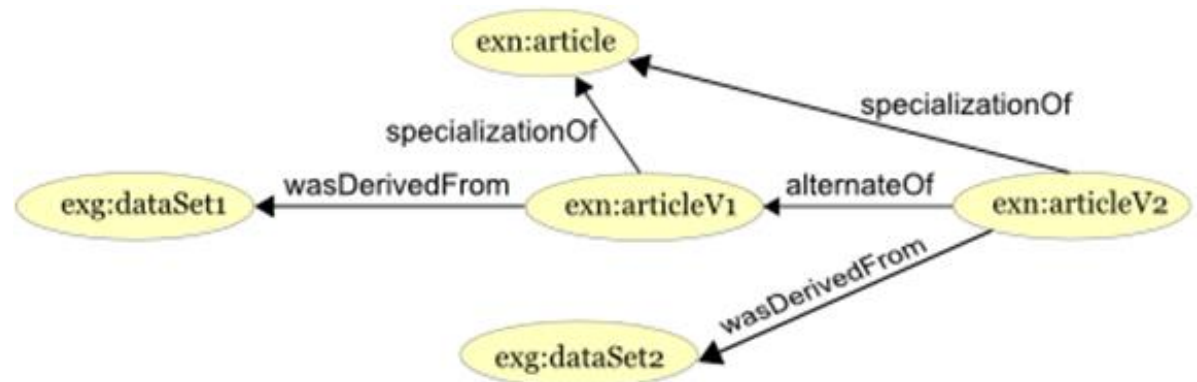 exn:article
specializationOf
specializationOf
wasDerivedFrom
alternateOf
exg:dataSet1
exn:articleV1
exn:articleV2
wasDerivedFrom
exg:dataSet2